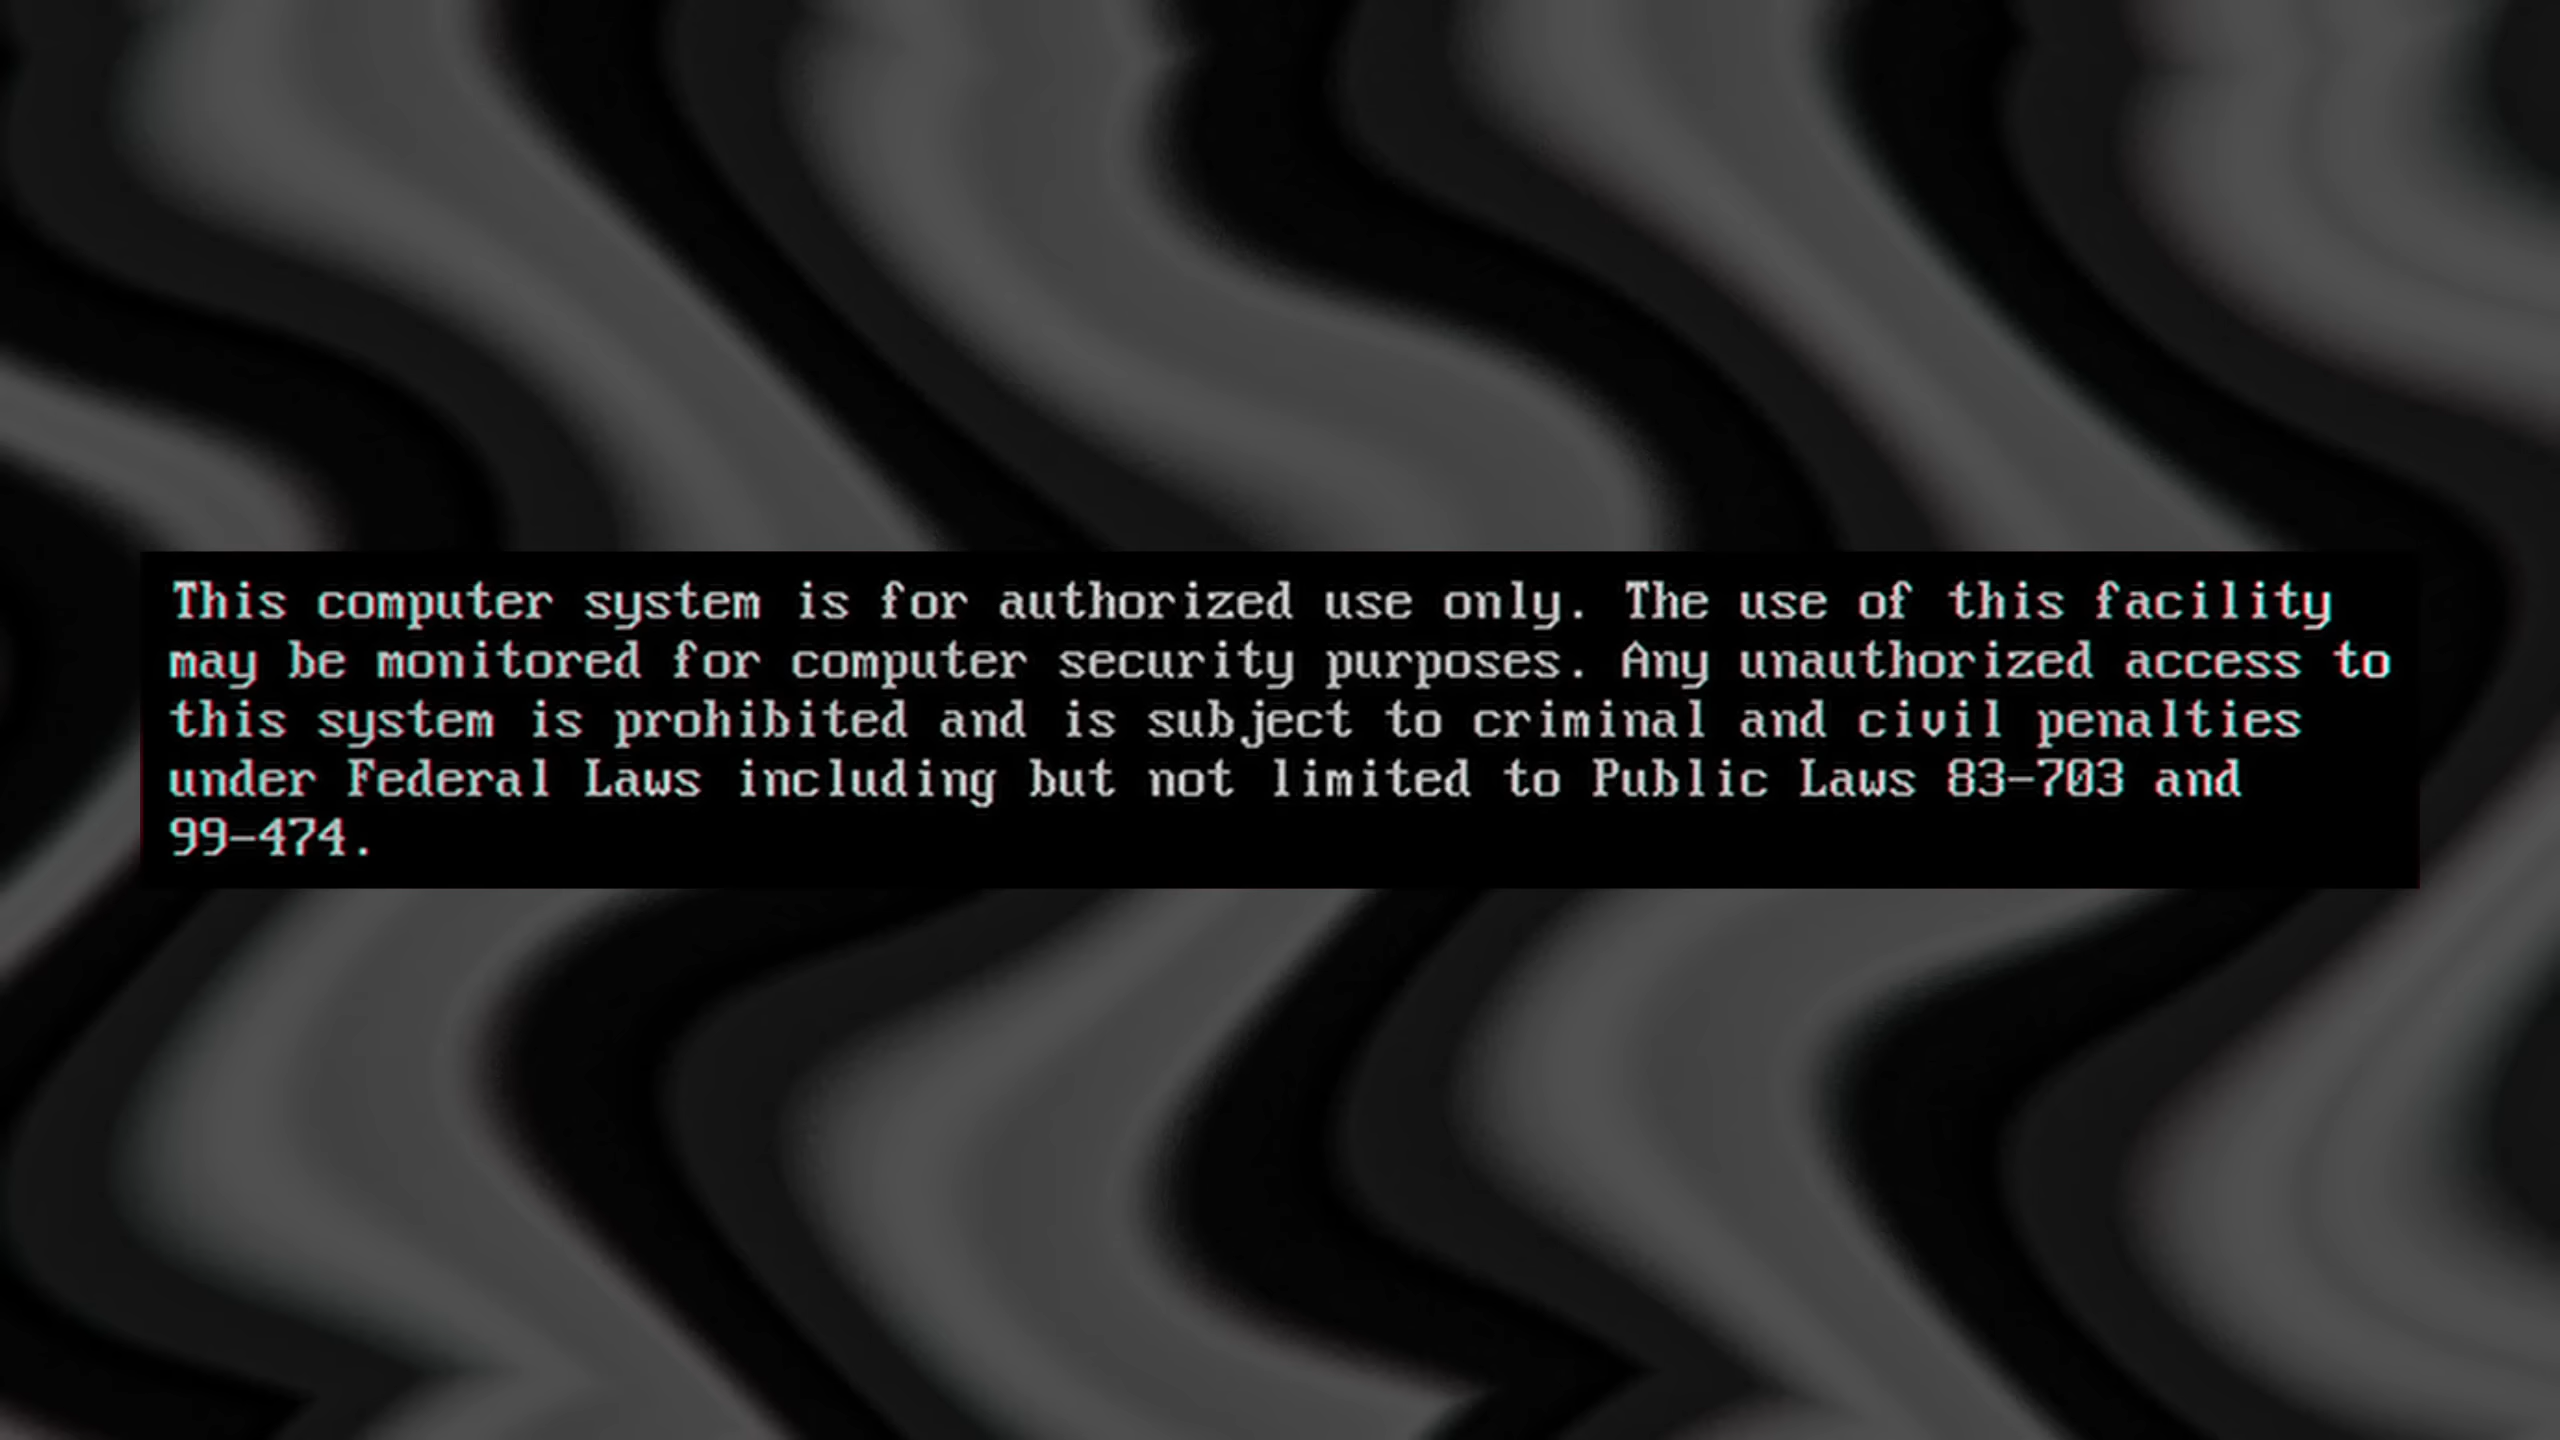 This computer system is for authorized use only. The use of this facility
may be monitored for computer security purposes. Any unauthorized access to
this system is prohibited and is subject to criminal and civil penalties
under Federal Laws including but not limited to Public Laws 83-703 and
99-474.